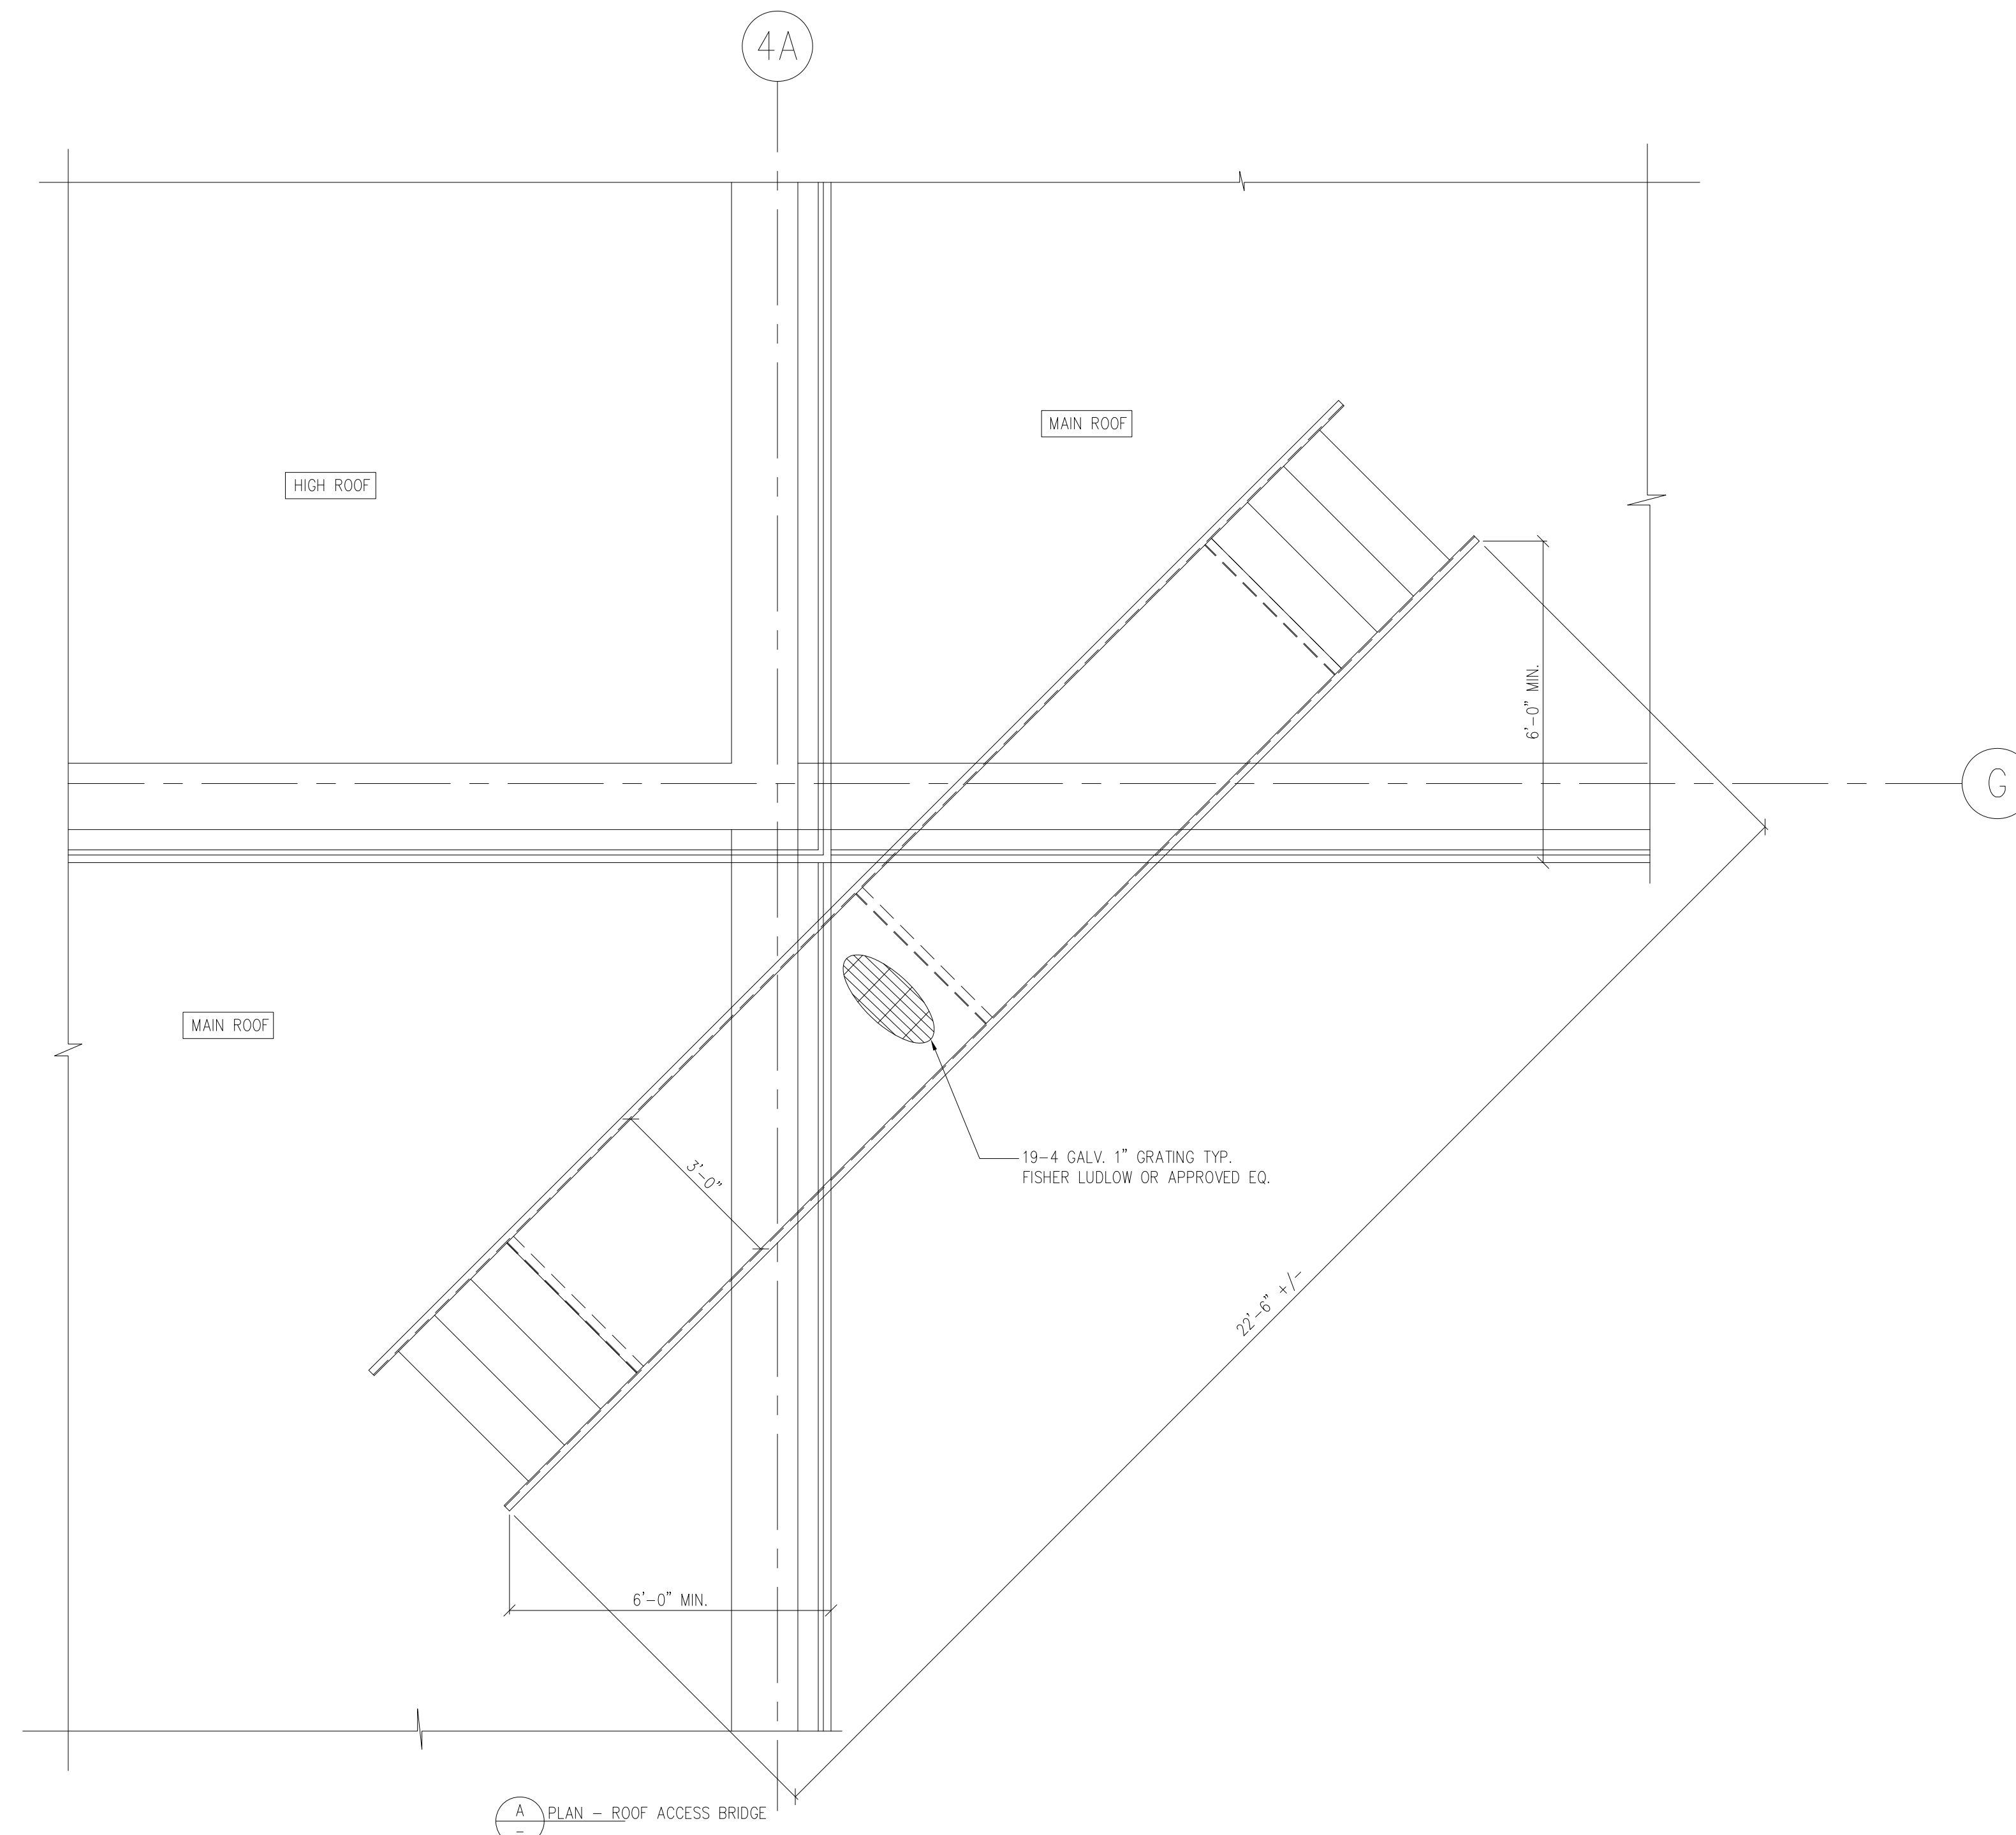 4A
MAIN ROOF
HIGH ROOF
6'-0" MIN.
G
MAIN ROOF
19-4 GALV. 1" GRATING TYP.
FISHER LUDLOW OR APPROVED EQ.
3'-0"
22'-6" +/-
6'-0" MIN.
A
-
PLAN - ROOF ACCESS BRIDGE